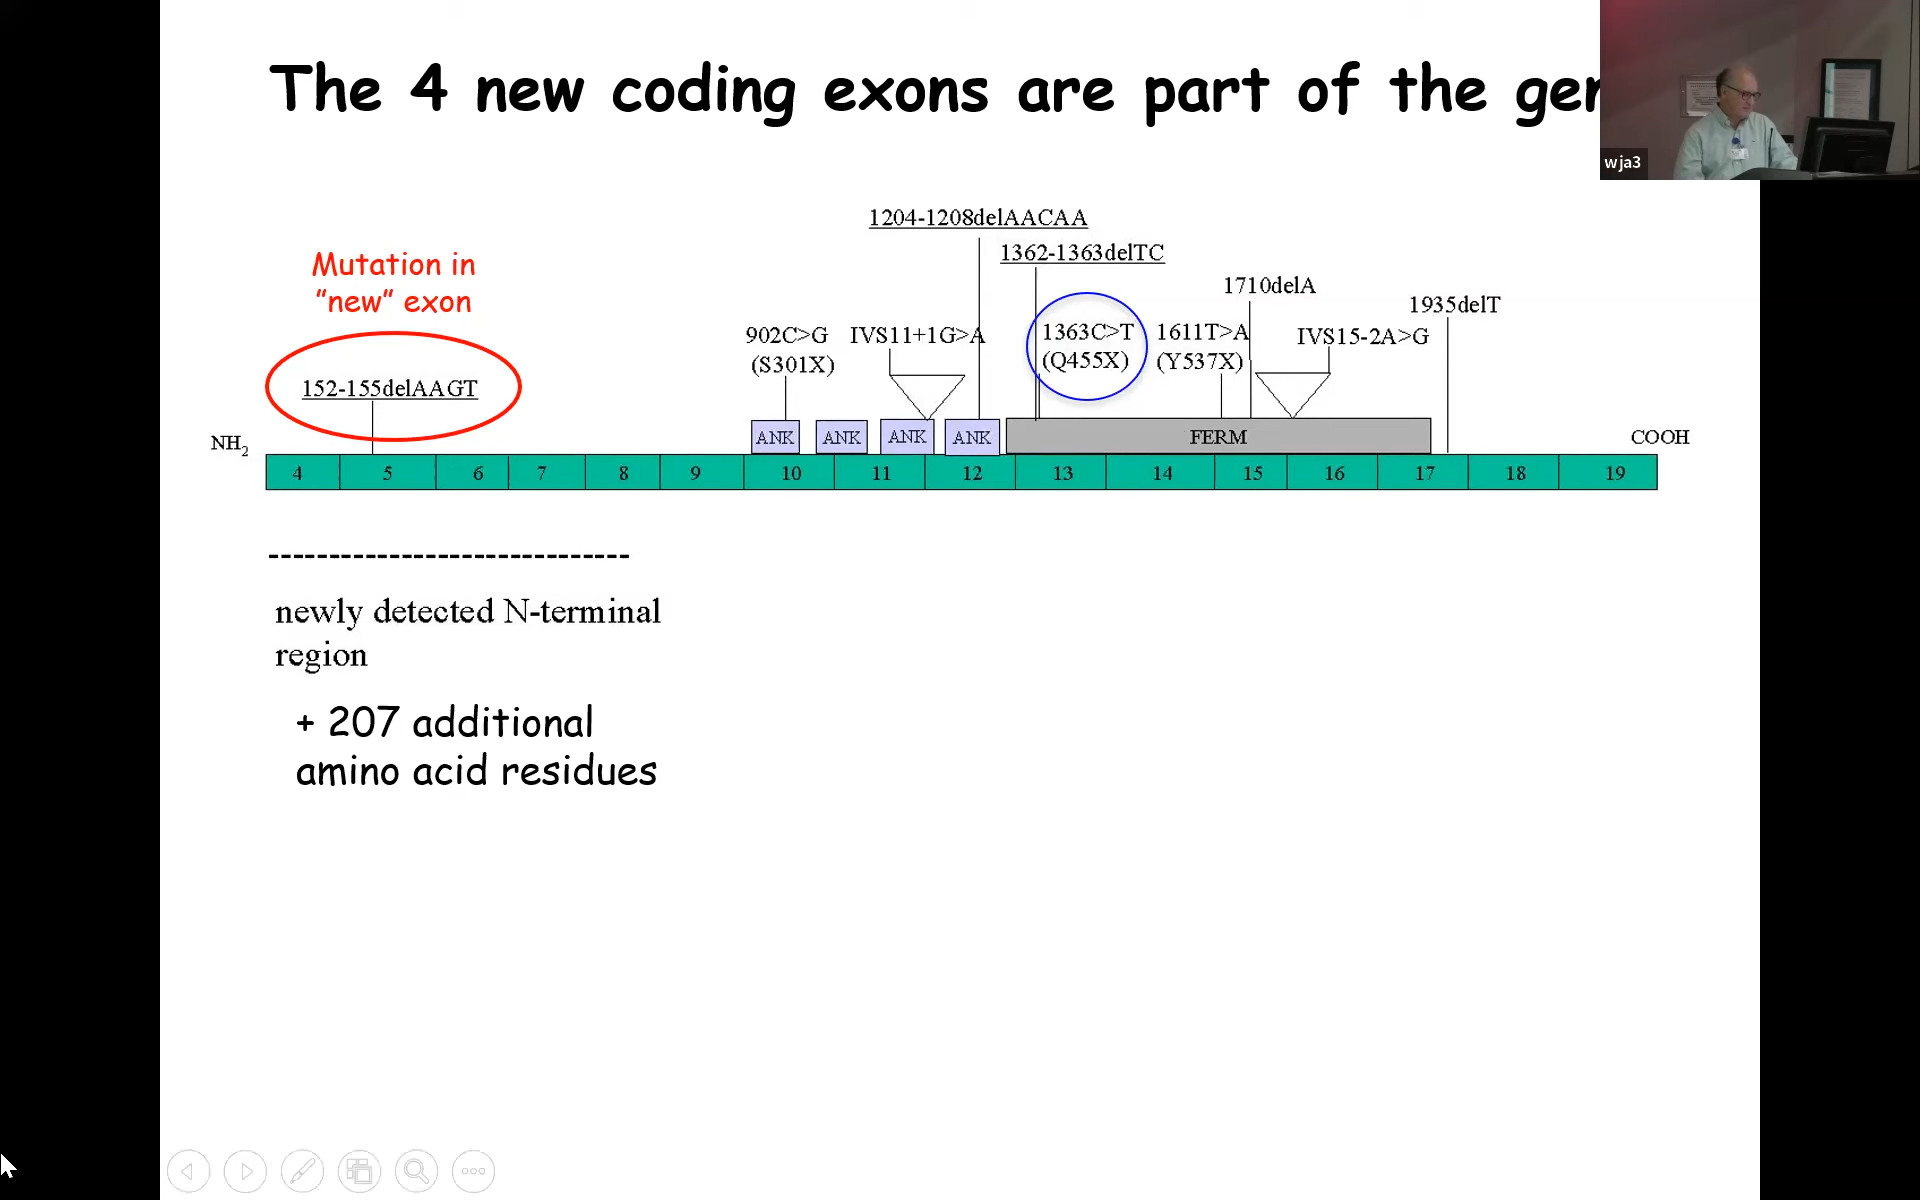 The 4 new coding exons are part of the
wja3
1204-1208delAACAA
1362-1363delTC
Mutation in
"new" exon
1710delA
1935delT
902C>G
(S301X)
IVS11+1G>A
1363C>T
(Q455X)
1611T>A
(Y537X)
IVS15-2A>G
152-155delAAGT
NH2
ANK ANK ANK ANK FERM
COOH
4 5 6 7 8 9 10 11 12 13 14 15 16 17 18 19
newly detected N-terminal
region
+ 207 additional
amino acid residues